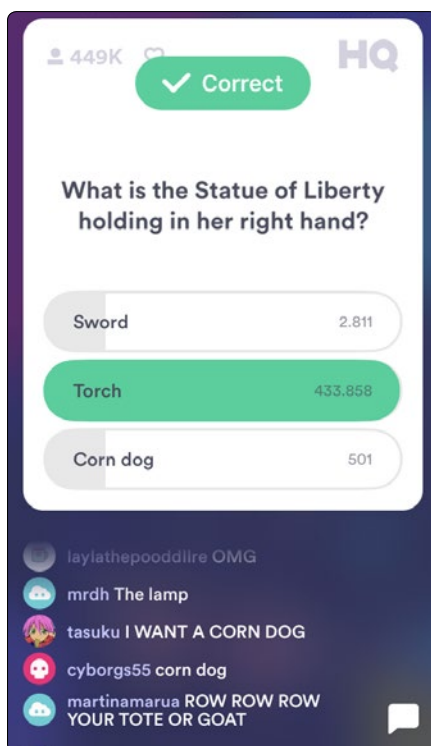 449K
HQ
Correct
What is the Statue of Liberty
holding in her right hand?
Sword 2.811
Torch 433.858
Corn dog 501
laylathepooddlire OMG
mrdh The lamp
tasuku I WANT A CORN DOG
cyborgs55 corn dog
martinamarua ROW ROW ROW
YOUR TOTE OR GOAT